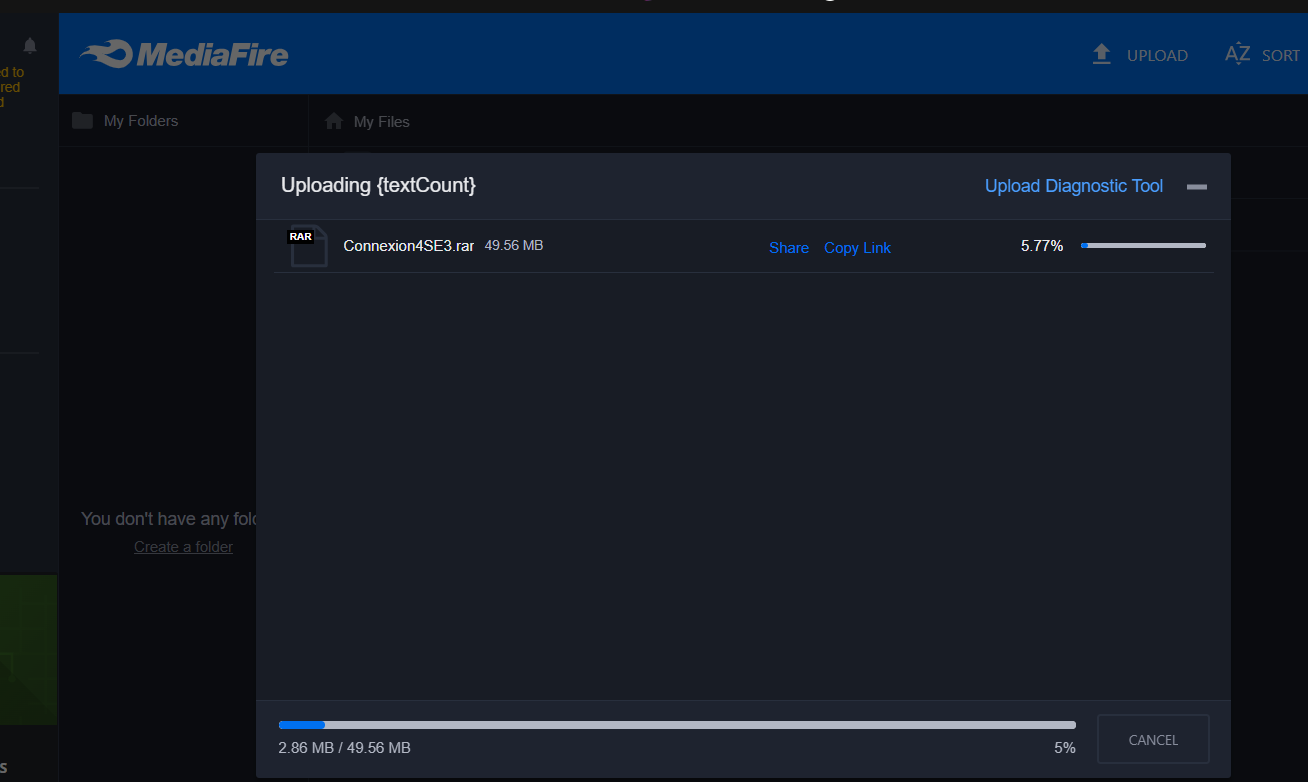 ed to
red
d
MediaFire
UPLOAD
AZ SORT
My Folders
My Files
Uploading {textCount}
Upload Diagnostic Tool
RAR
Connexion4SE3.rar 49.56 MB
Share Copy Link
5.77%
You don't have any fold
Create a folder
2.86 MB / 49.56 MB
5%
CANCEL
s